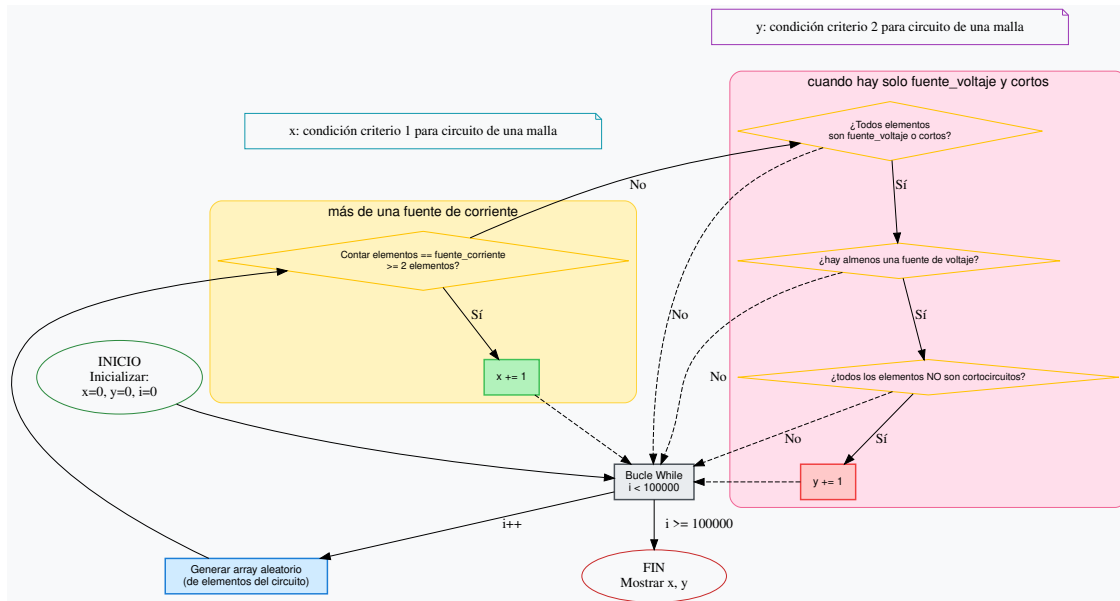 y: condición criterio 2 para circuito de una malla
cuando hay solo fuente_voltaje y cortos
¿Todos elementos
son fuente_voltaje o cortos?
x: condición criterio 1 para circuito de una malla
No
Sí
más de una fuente de corriente
Contar elementos == fuente_corriente
>= 2 elementos?
¿hay almenos una fuente de voltaje?
Sí
No
Sí
INICIO
Inicializar:
x=0, y=0, i=0
x += 1
No
¿todos los elementos NO son cortocircuitos?
No
Sí
Bucle While
i < 100000
y += 1
i++
i >= 100000
Generar array aleatorio
(de elementos del circuito)
FIN
Mostrar x, y